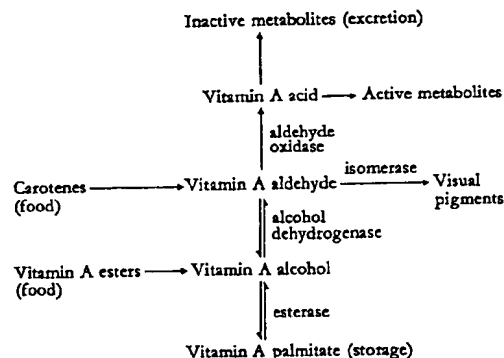 Inactive metabolites (excretion)
Vitamin A acid
Active metabolites
aldehyde
oxidase
Carotenes
(food)
Vitamin A aldehyde
isomerase
Visual
pigments
alcohol
dehydrogenase
Vitamin A esters
(food)
Vitamin A alcohol
esterase
Vitamin A palmitate (storage)